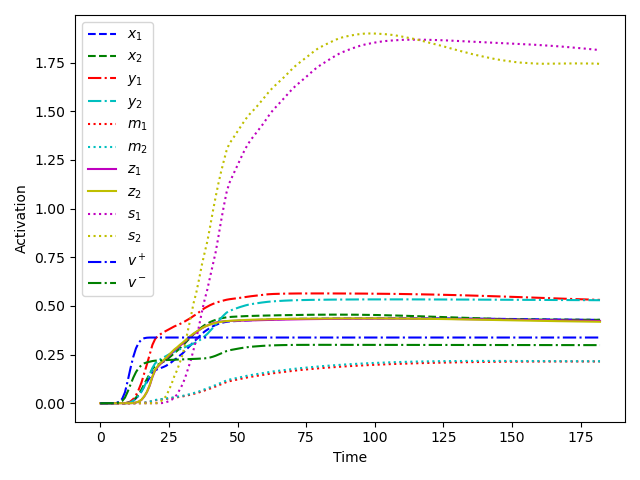 x₁
x₂
y₁
y₂
m₁
m₂
z₁
z₂
s₁
s₂
v⁺
v⁻
1.75
1.50
1.25
1.00
0.75
0.50
0.25
0.00
Activation
0 25 50 75 100 125 150 175
Time